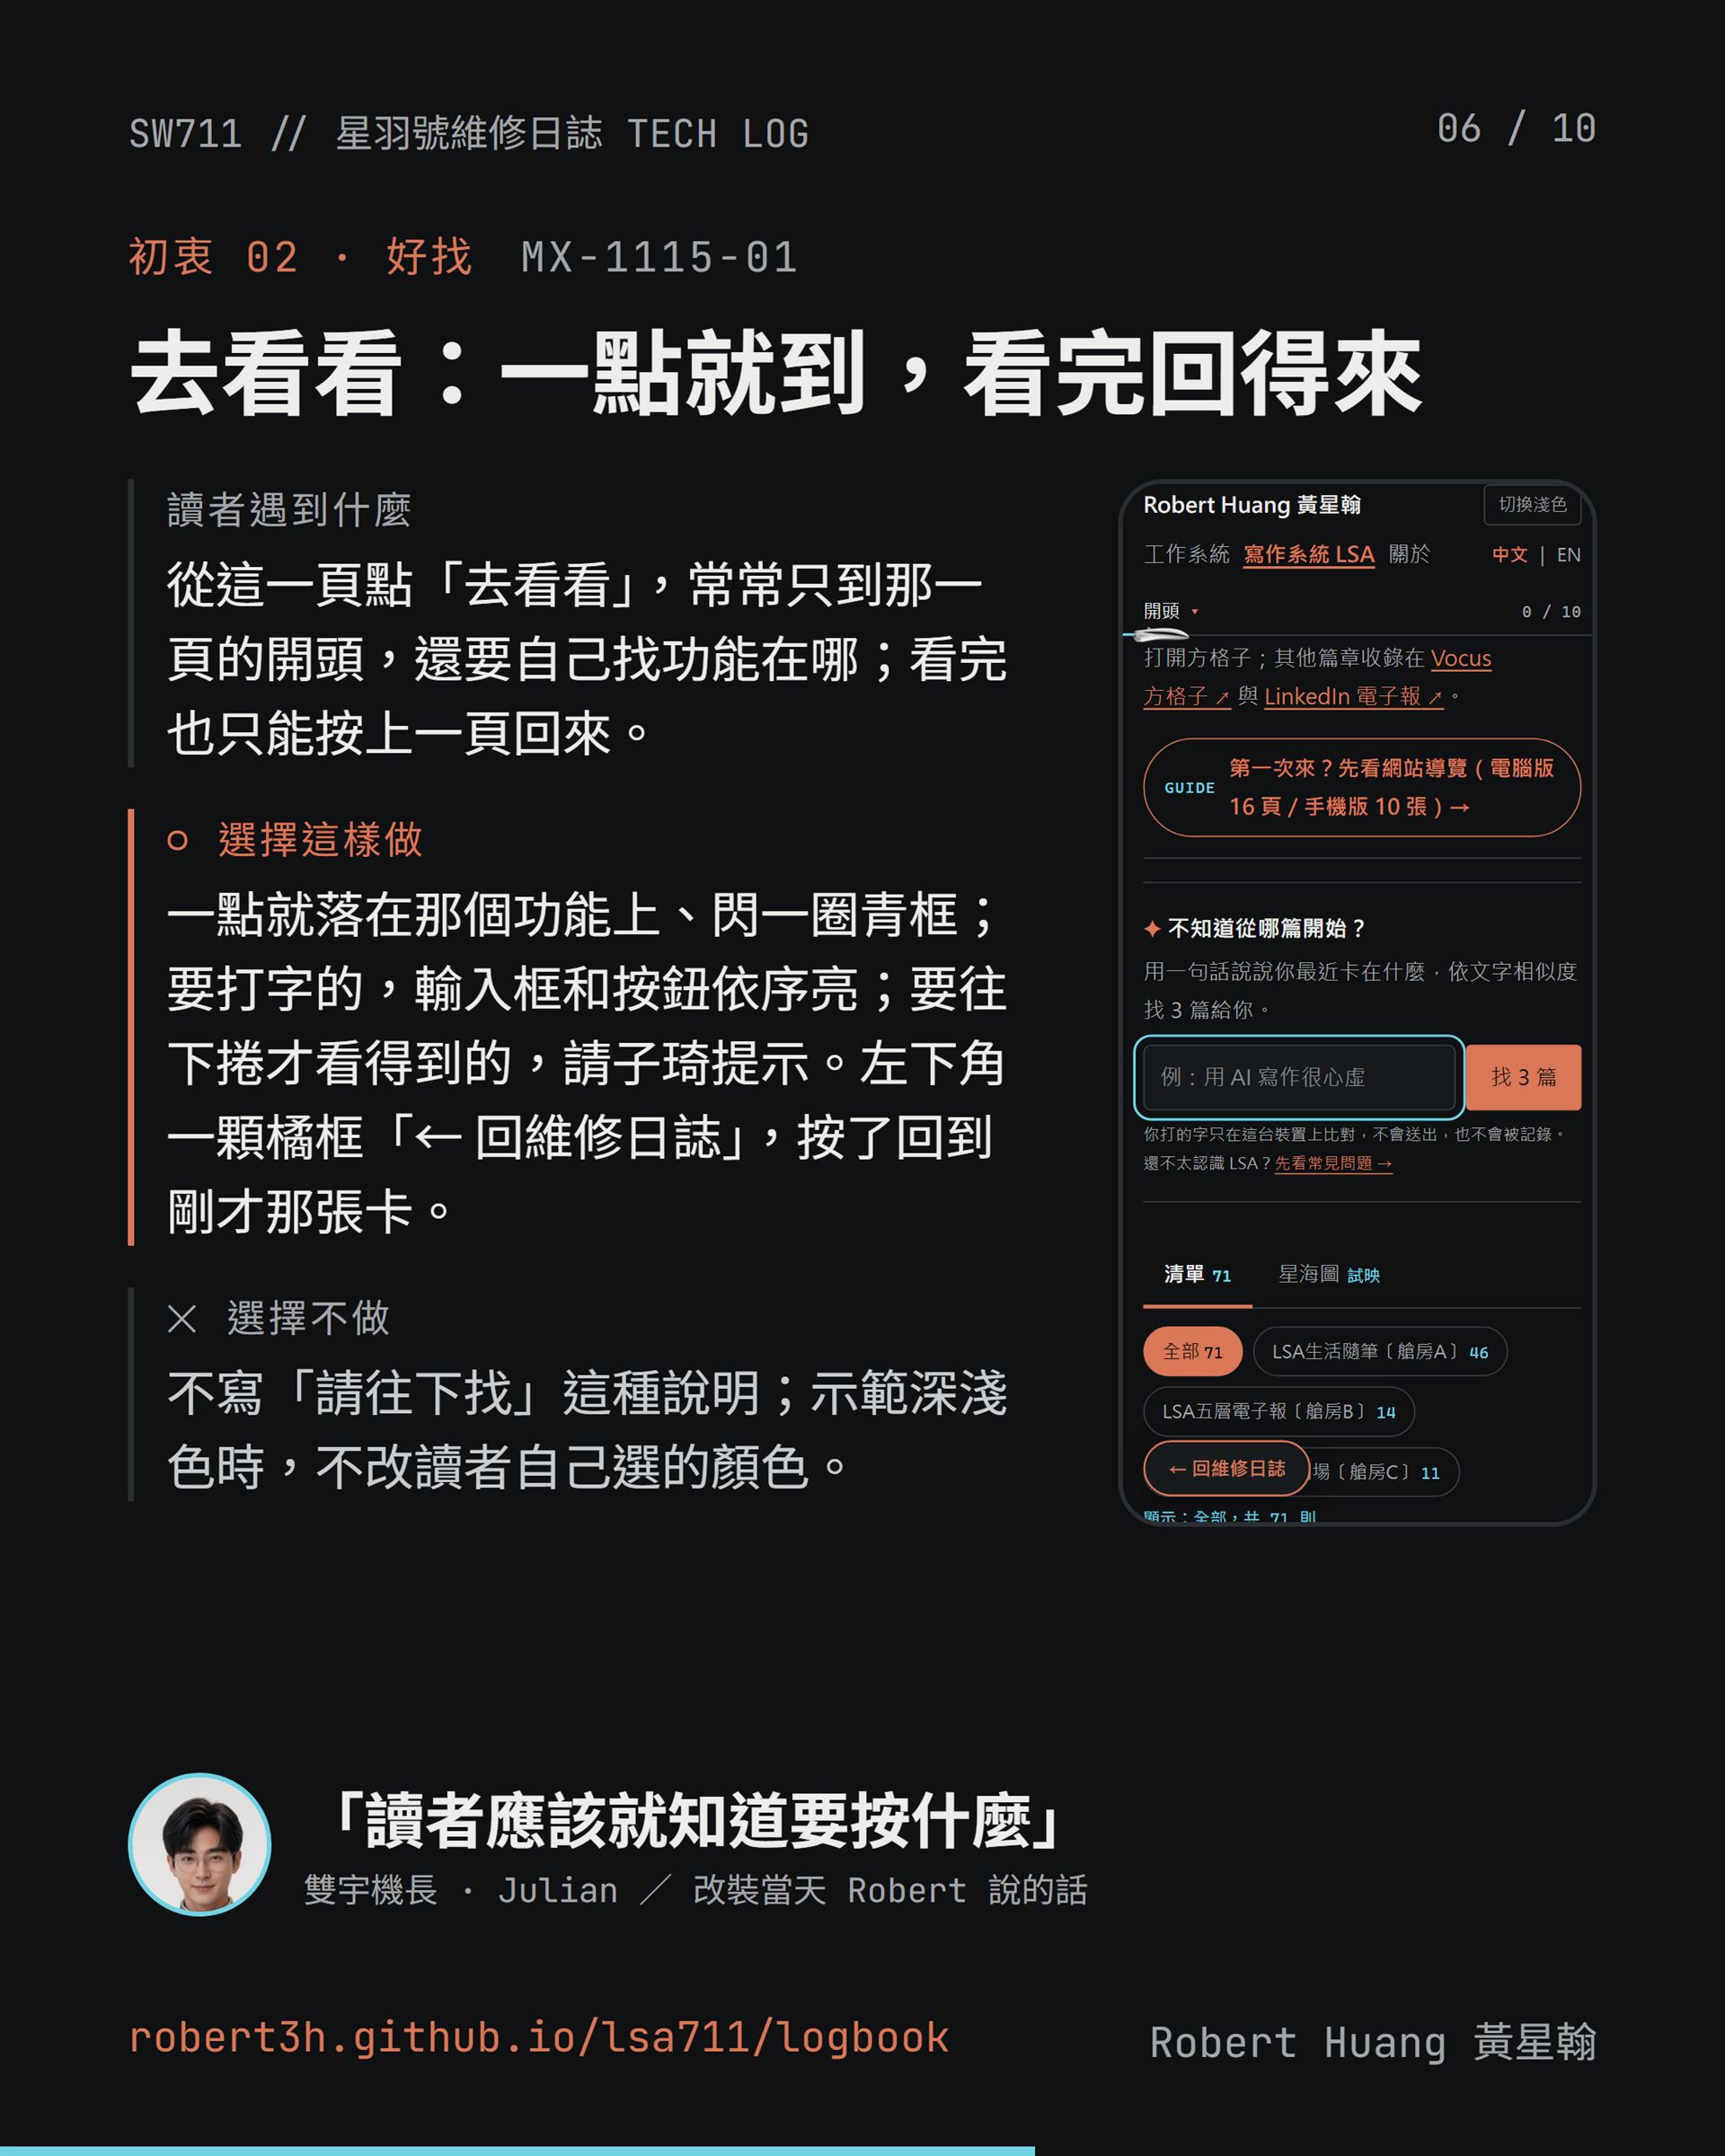 SW711 // 星羽號維修日誌 TECH LOG
06 / 10
初衷 02 · 好找 MX-1115-01
去看看：一點就到，看完回得來
讀者遇到什麼
從這一頁點「去看看」，常常只到那一
頁的開頭，還要自己找功能在哪；看完
也只能按上一頁回來。
○ 選擇這樣做
一點就落在那個功能上、閃一圈青框；
要打字的，輸入框和按鈕依序亮；要往
下捲才看得到的，請子琦提示。左下角
一顆橘框「← 回維修日誌」，按了回到
剛才那張卡。
× 選擇不做
不寫「請往下找」這種說明；示範深淺
色時，不改讀者自己選的顏色。
Robert Huang 黃星翰
切換淺色
工作系統 寫作系統 LSA 關於 中文 | EN
開頭 ▾ 0 / 10
打開方格子；其他篇章收錄在 Vocus
方格子 ↗ 與 LinkedIn 電子報 ↗。
GUIDE
第一次來？先看網站導覽（電腦版
16 頁 / 手機版 10 張）→
✦ 不知道從哪篇開始？
用一句話說說你最近卡在什麼，依文字相似度
找 3 篇給你。
例：用 AI 寫作很心虛
找 3 篇
你打的字只在這台裝置上比對，不會送出，也不會被記錄。
還不太認識 LSA？先看常見問題 →
清單 71 星海圖 試映
全部 71 LSA生活隨筆〔艙房A〕 46
LSA五層電子報〔艙房B〕 14
← 回維修日誌 場〔艙房C〕 11
顯示：全部，共 71 則
「讀者應該就知道要按什麼」
雙宇機長 · Julian ／ 改裝當天 Robert 說的話
robert3h.github.io/lsa711/logbook
Robert Huang 黃星翰